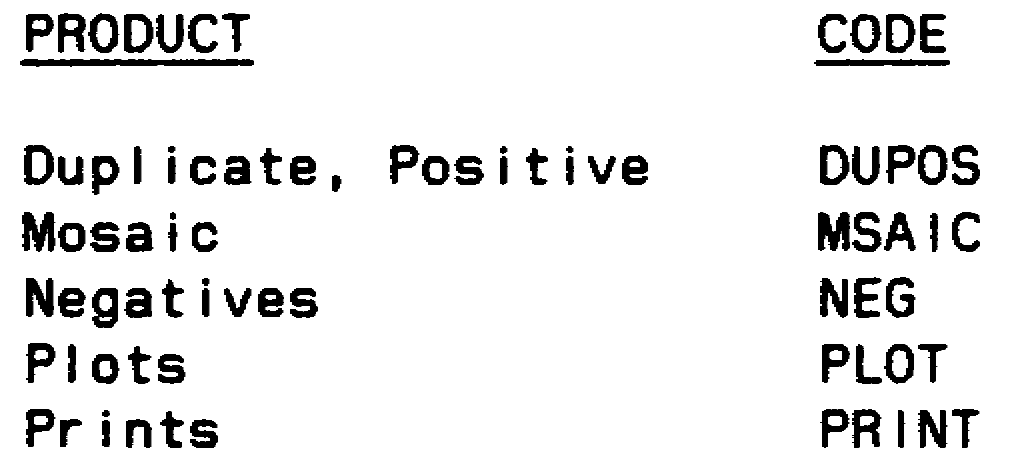 PRODUCT CODE
Duplicate, Positive DUPOS
Mosaic MSAIC
Negatives NEG
Plots PLOT
Prints PRINT